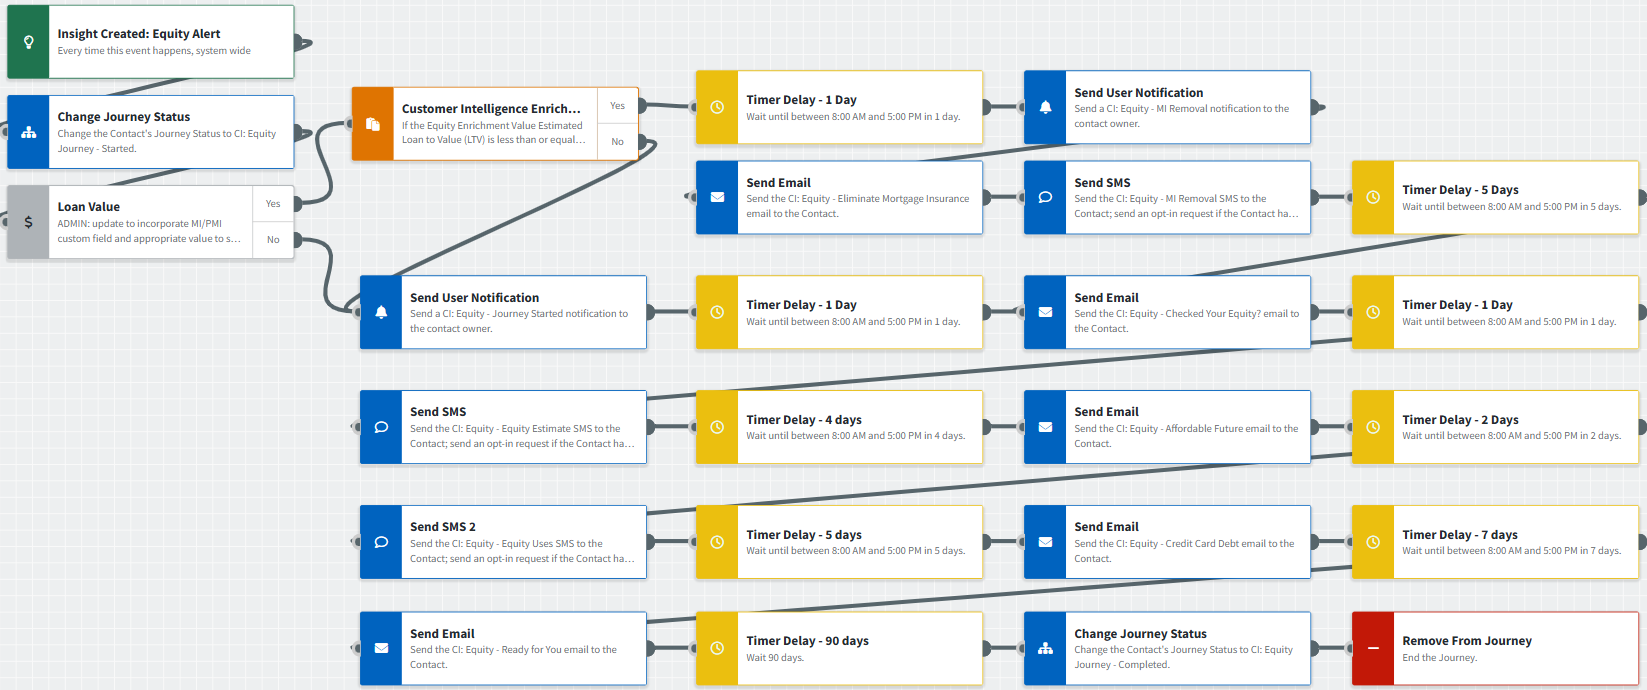 Insight Created: Equity Alert
Every time this event happens, system wide
Change Journey Status
Change the Contact's Journey Status to CI: Equity
Journey - Started.
Loan Value
ADMIN: update to incorporate MI/PMI
custom field and appropriate value to s...
Yes
No
Customer Intelligence Enrich...
If the Equity Enrichment Value Estimated
Loan to Value (LTV) is less than or equal...
Yes
No
Timer Delay - 1 Day
Wait until between 8:00 AM and 5:00 PM in 1 day.
Send User Notification
Send a CI: Equity - MI Removal notification to the
contact owner.
Send Email
Send the CI: Equity - Eliminate Mortgage Insurance
email to the Contact.
Send SMS
Send the CI: Equity - MI Removal SMS to the
Contact; send an opt-in request if the Contact ha...
Timer Delay - 5 Days
Wait until between 8:00 AM and 5:00 PM in 5 days.
Send User Notification
Send a CI: Equity - Journey Started notification to
the contact owner.
Timer Delay - 1 Day
Wait until between 8:00 AM and 5:00 PM in 1 day.
Send Email
Send the CI: Equity - Checked Your Equity? email to
the Contact.
Timer Delay - 1 Day
Wait until between 8:00 AM and 5:00 PM in 1 day.
Send SMS
Send the CI: Equity - Equity Estimate SMS to the
Contact; send an opt-in request if the Contact ha...
Timer Delay - 4 days
Wait until between 8:00 AM and 5:00 PM in 4 days.
Send Email
Send the CI: Equity - Affordable Future email to the
Contact.
Timer Delay - 2 Days
Wait until between 8:00 AM and 5:00 PM in 2 days.
Send SMS 2
Send the CI: Equity - Equity Uses SMS to the
Contact; send an opt-in request if the Contact ha...
Timer Delay - 5 days
Wait until between 8:00 AM and 5:00 PM in 5 days.
Send Email
Send the CI: Equity - Credit Card Debt email to the
Contact.
Timer Delay - 7 days
Wait until between 8:00 AM and 5:00 PM in 7 days.
Send Email
Send the CI: Equity - Ready for You email to the
Contact.
Timer Delay - 90 days
Wait 90 days.
Change Journey Status
Change the Contact's Journey Status to CI: Equity
Journey - Completed.
Remove From Journey
End the Journey.